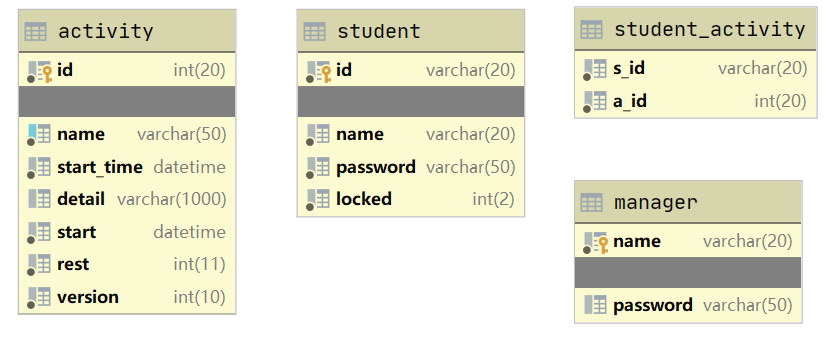 activity
id int(20)
name varchar(50)
start_time datetime
detail varchar(1000)
start datetime
rest int(11)
version int(10)
student
id varchar(20)
name varchar(20)
password varchar(50)
locked int(2)
student_activity
s_id varchar(20)
a_id int(20)
manager
name varchar(20)
password varchar(50)